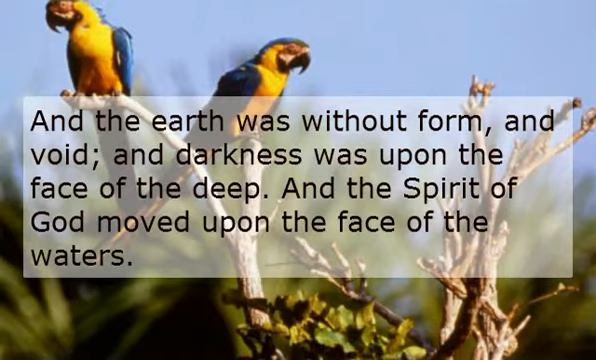 And the earth was without form, and
void; and darkness was upon the
face of the deep. And the Spirit of
God moved upon the face of the
waters.